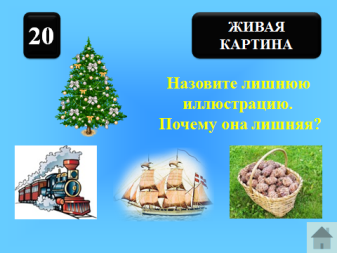 20
ЖИВАЯ
КАРТИНА
Назовите лишнюю
иллюстрацию.
Почему она лишняя?